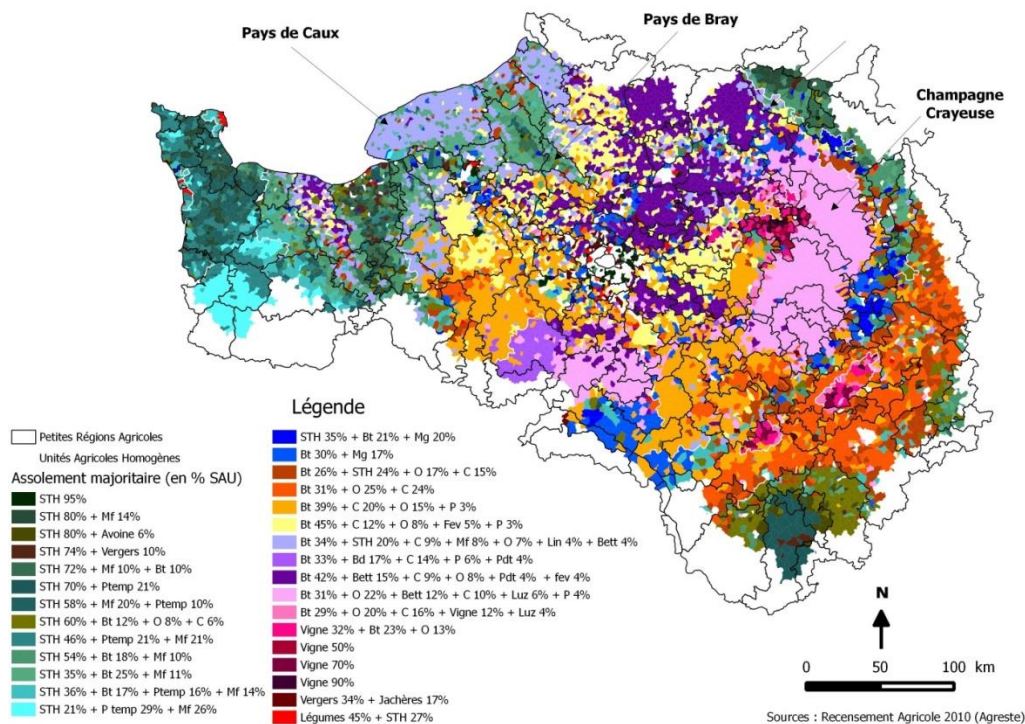 Pays de Caux
Pays de Bray
Champagne
Crayeuse
Légende
Petites Régions Agricoles
Unités Agricoles Homogènes
Assolement majoritaire (en % SAU)
STH 95%
STH 80% + Mf 14%
STH 80% + Avoine 6%
STH 74% + Vergers 10%
STH 72% + Mf 10% + Bt 10%
STH 70% + Ptemp 21%
STH 58% + Mf 20% + Ptemp 10%
STH 60% + Bt 12% + O 8% + C 6%
STH 46% + Ptemp 21% + Mf 21%
STH 54% + Bt 18% + Mf 10%
STH 35% + Bt 25% + Mf 11%
STH 36% + Bt 17% + Ptemp 16% + Mf 14%
STH 21% + P temp 29% + Mf 26%
STH 35% + Bt 21% + Mg 20%
Bt 30% + Mg 17%
Bt 26% + STH 24% + O 17% + C 15%
Bt 31% + O 25% + C 24%
Bt 39% + C 20% + O 15% + P 3%
Bt 45% + C 12% + O 8% + Fev 5% + P 3%
Bt 34% + STH 20% + C 9% + Mf 8% + O 7% + Lin 4% + Bett 4%
Bt 33% + Bd 17% + C 14% + P 6% + Pdt 4%
Bt 42% + Bett 15% + C 9% + O 8% + Pdt 4% + fev 4%
Bt 31% + O 22% + Bett 12% + C 10% + Luz 6% + P 4%
Bt 29% + O 20% + C 16% + Vigne 12% + Luz 4%
Vigne 32% + Bt 23% + O 13%
Vigne 50%
Vigne 70%
Vigne 90%
Vergers 34% + Jachères 17%
Légumes 45% + STH 27%
N
0 50 100 km
Sources : Recensement Agricole 2010 (Agreste)